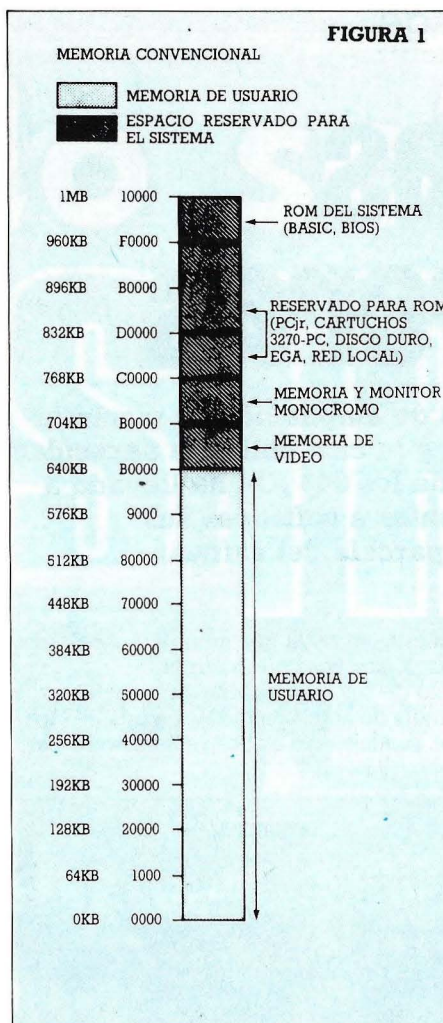 FIGURA 1
MEMORIA CONVENCIONAL
MEMORIA DE USUARIO
ESPACIO RESERVADO PARA
EL SISTEMA
1MB 10000
ROM DEL SISTEMA
(BASIC, BIOS)
960KB F0000
896KB B0000
RESERVADO PARA ROM
(PCjr, CARTUCHOS
3270-PC, DISCO DURO,
EGA, RED LOCAL)
832KB D0000
768KB C0000
MEMORIA Y MONITOR
MONOCROMO
704KB B0000
MEMORIA DE
VIDEO
640KB B0000
576KB 9000
512KB 80000
448KB 70000
384KB 60000
MEMORIA DE
USUARIO
320KB 50000
256KB 40000
192KB 30000
128KB 20000
64KB 1000
0KB 0000